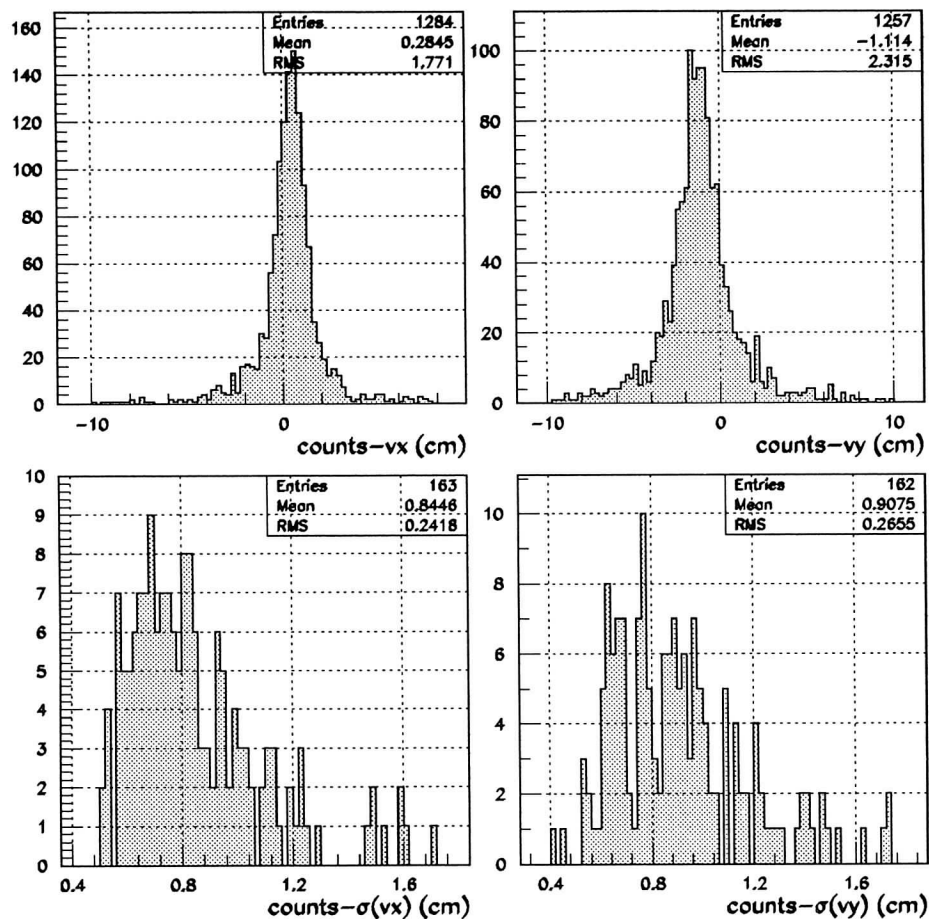 Entries 1284
Mean 0.2845
RMS 1.771
160
140
120
100
80
60
40
20
0
-10 0
counts-vx (cm)
Entries 1257
Mean -1.114
RMS 2.315
100
80
60
40
20
0
-10 0 10
counts-vy (cm)
Entries 163
Mean 0.8446
RMS 0.2418
10
9
8
7
6
5
4
3
2
1
0
0.4 0.8 1.2 1.6
counts-σ(vx) (cm)
Entries 162
Mean 0.9075
RMS 0.2655
10
8
6
4
2
0
0.4 0.8 1.2 1.6
counts-σ(vy) (cm)